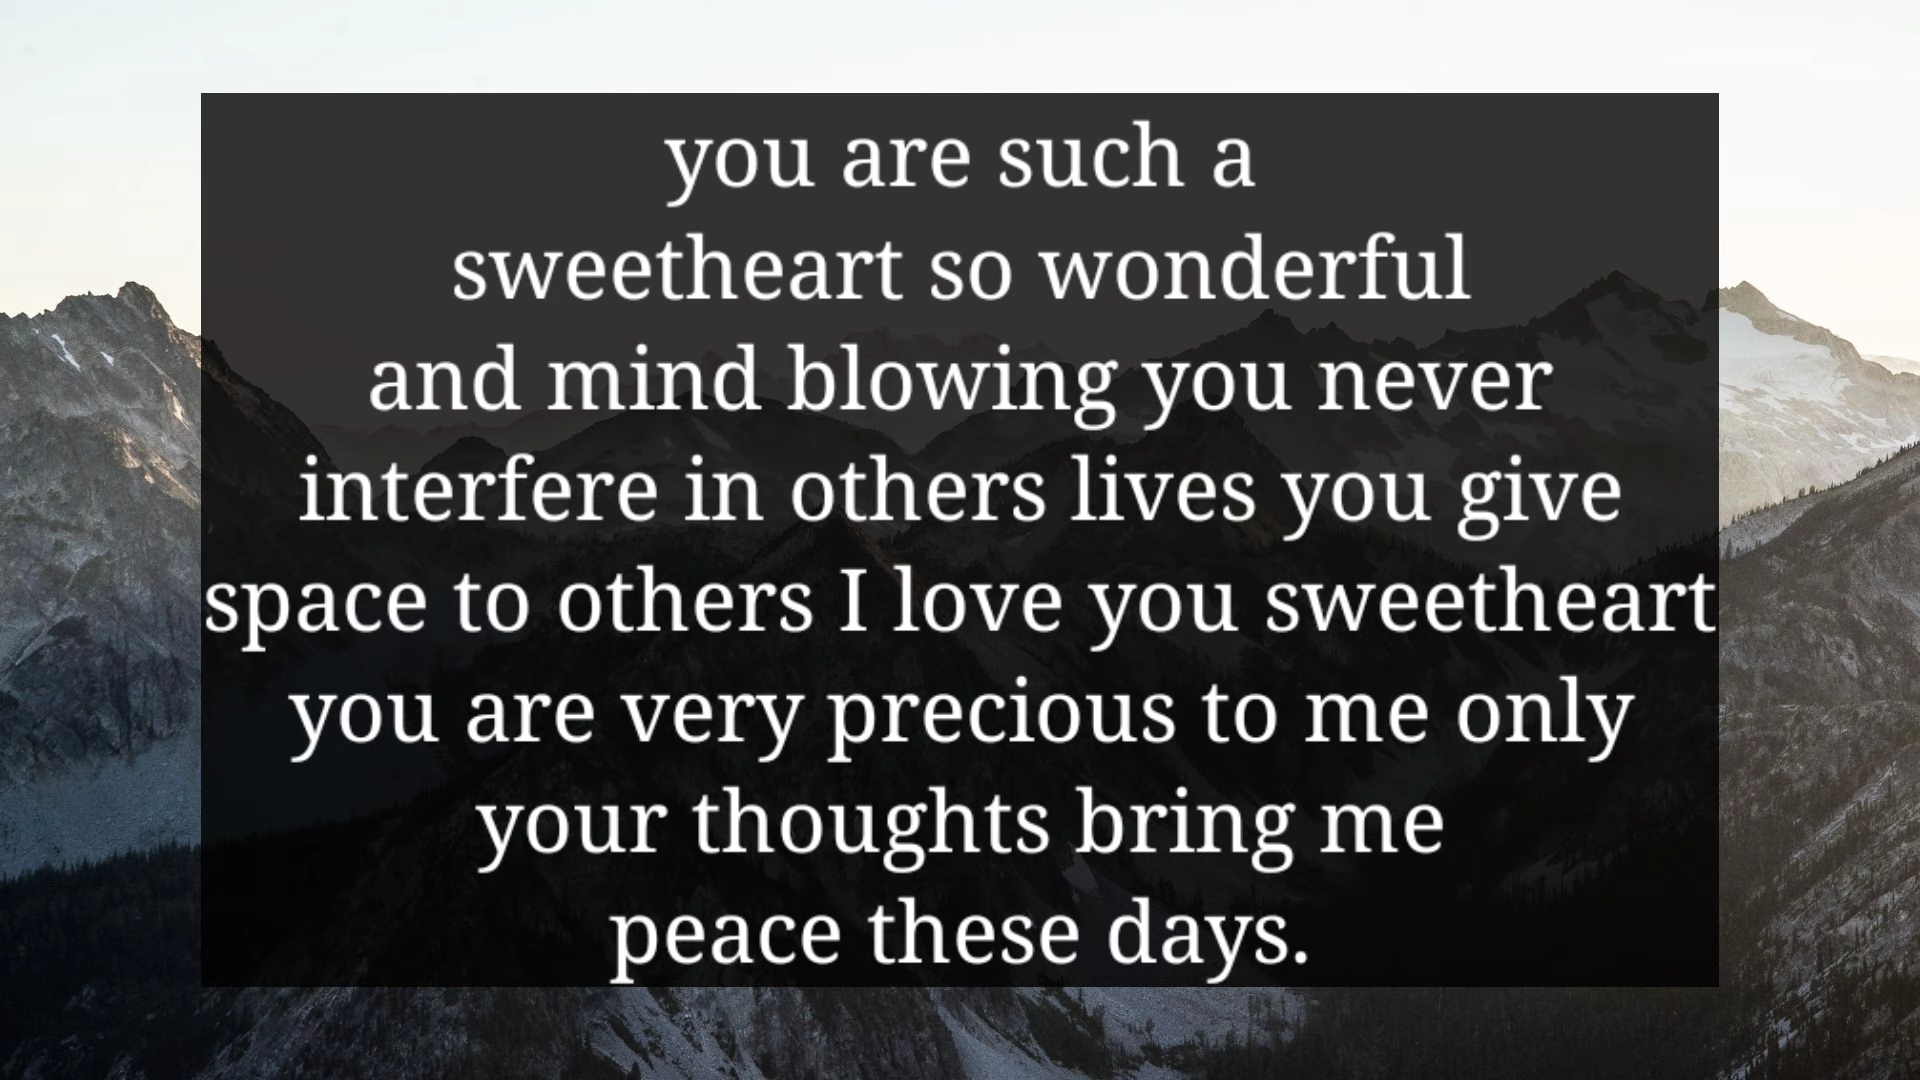 you are such a
sweetheart so wonderful
and mind blowing you never
interfere in others lives you give
space to others I love you sweetheart
you are very precious to me only
your thoughts bring me
peace these days.